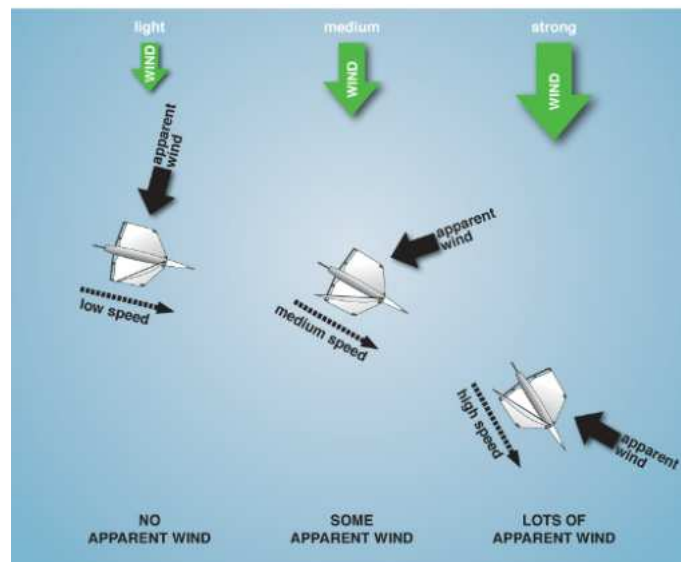 light
medium
strong
WIND
WIND
WIND
apparent
wind
apparent
wind
apparent
wind
low speed
medium speed
high speed
NO
APPARENT WIND
SOME
APPARENT WIND
LOTS OF
APPARENT WIND